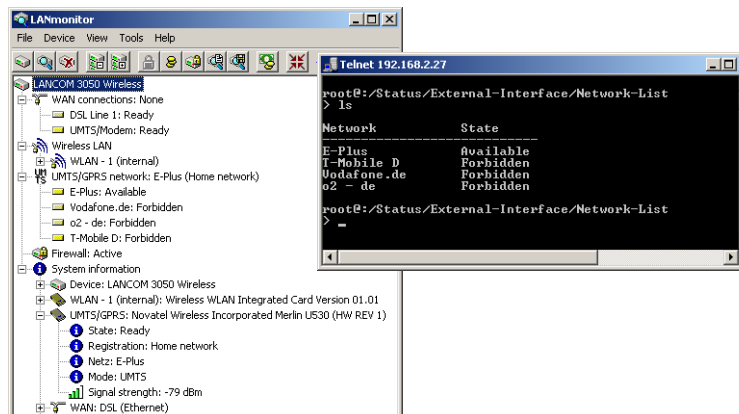 LANmonitor
File Device View Tools Help
LANCOM 3050 Wireless
WAN connections: None
DSL Line 1: Ready
UMTS/Modem: Ready
Wireless LAN
WLAN - 1 (internal)
UMTS/GPRS network: E-Plus (Home network)
E-Plus: Available
Vodafone.de: Forbidden
o2 - de: Forbidden
T-Mobile D: Forbidden
Firewall: Active
System information
Device: LANCOM 3050 Wireless
WLAN - 1 (internal): Wireless WLAN Integrated Card Version 01.01
UMTS/GPRS: Novatel Wireless Incorporated Merlin U530 (HW REV 1)
State: Ready
Registration: Home network
Netz: E-Plus
Mode: UMTS
Signal strength: -79 dBm
WAN: DSL (Ethernet)
Telnet 192.168.2.27
root@:/Status/External-Interface/Network-List
> ls
Network State
---------------------------
E-Plus Available
T-Mobile D Forbidden
Vodafone.de Forbidden
o2 - de Forbidden
root@:/Status/External-Interface/Network-List
> _